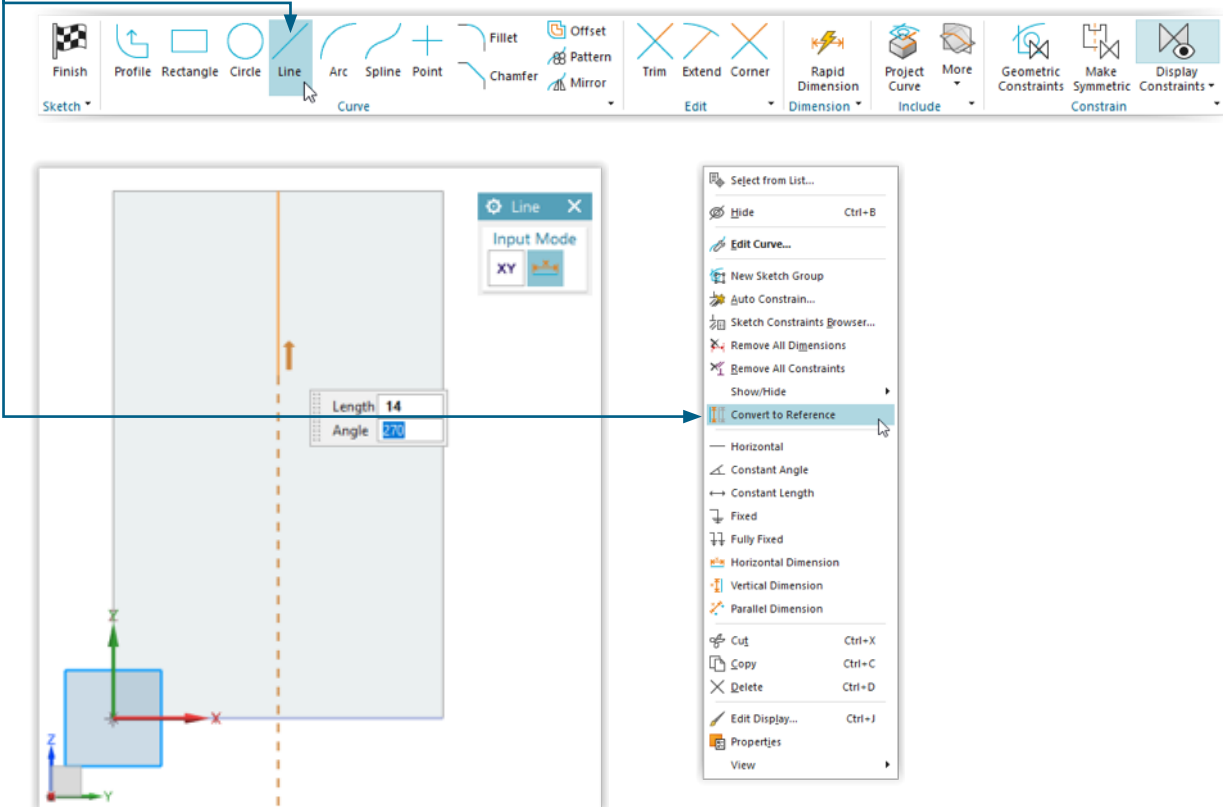 Finish
Profile Rectangle Circle Line Arc Spline Point
Fillet
Chamfer
Offset
Pattern
Mirror
Trim Extend Corner
Rapid
Dimension
Project
Curve
More
Geometric
Constraints
Make
Symmetric
Display
Constraints
Sketch Curve Edit Dimension Include Constrain
Line
Input Mode
XY
Length 14
Angle 270
Z
X
Z
Y
Select from List...
Hide Ctrl+B
Edit Curve...
New Sketch Group
Auto Constrain...
Sketch Constraints Browser...
Remove All Dimensions
Remove All Constraints
Show/Hide
Convert to Reference
Horizontal
Constant Angle
Constant Length
Fixed
Fully Fixed
Horizontal Dimension
Vertical Dimension
Parallel Dimension
Cut Ctrl+X
Copy Ctrl+C
Delete Ctrl+D
Edit Display... Ctrl+J
Properties
View